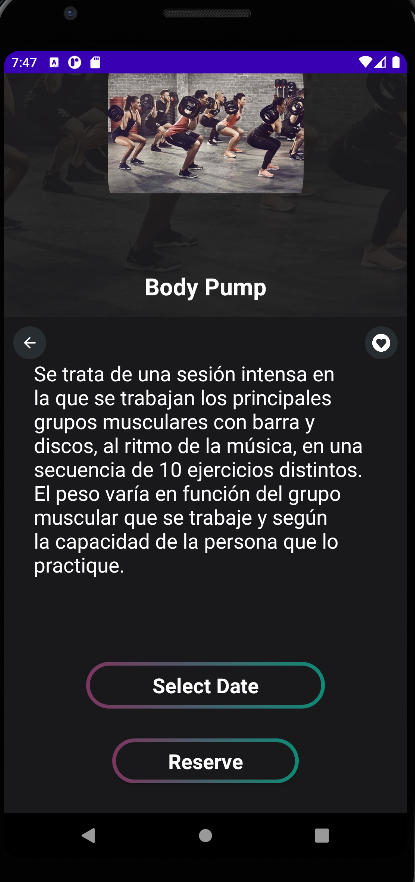 7:47
Body Pump
Se trata de una sesión intensa en
la que se trabajan los principales
grupos musculares con barra y
discos, al ritmo de la música, en una
secuencia de 10 ejercicios distintos.
El peso varía en función del grupo
muscular que se trabaje y según
la capacidad de la persona que lo
practique.
Select Date
Reserve